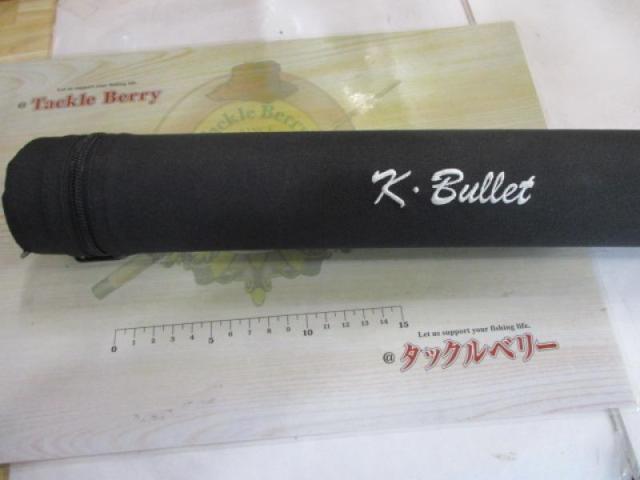 Let us support your fishing life.
@ Tackle Berry
Tackle Berry
K・Bullet
0 1 2 3 4 5 6 7 8 9 10 11 12 13 14 15
Let us support your fishing life.
@ タックルベリー